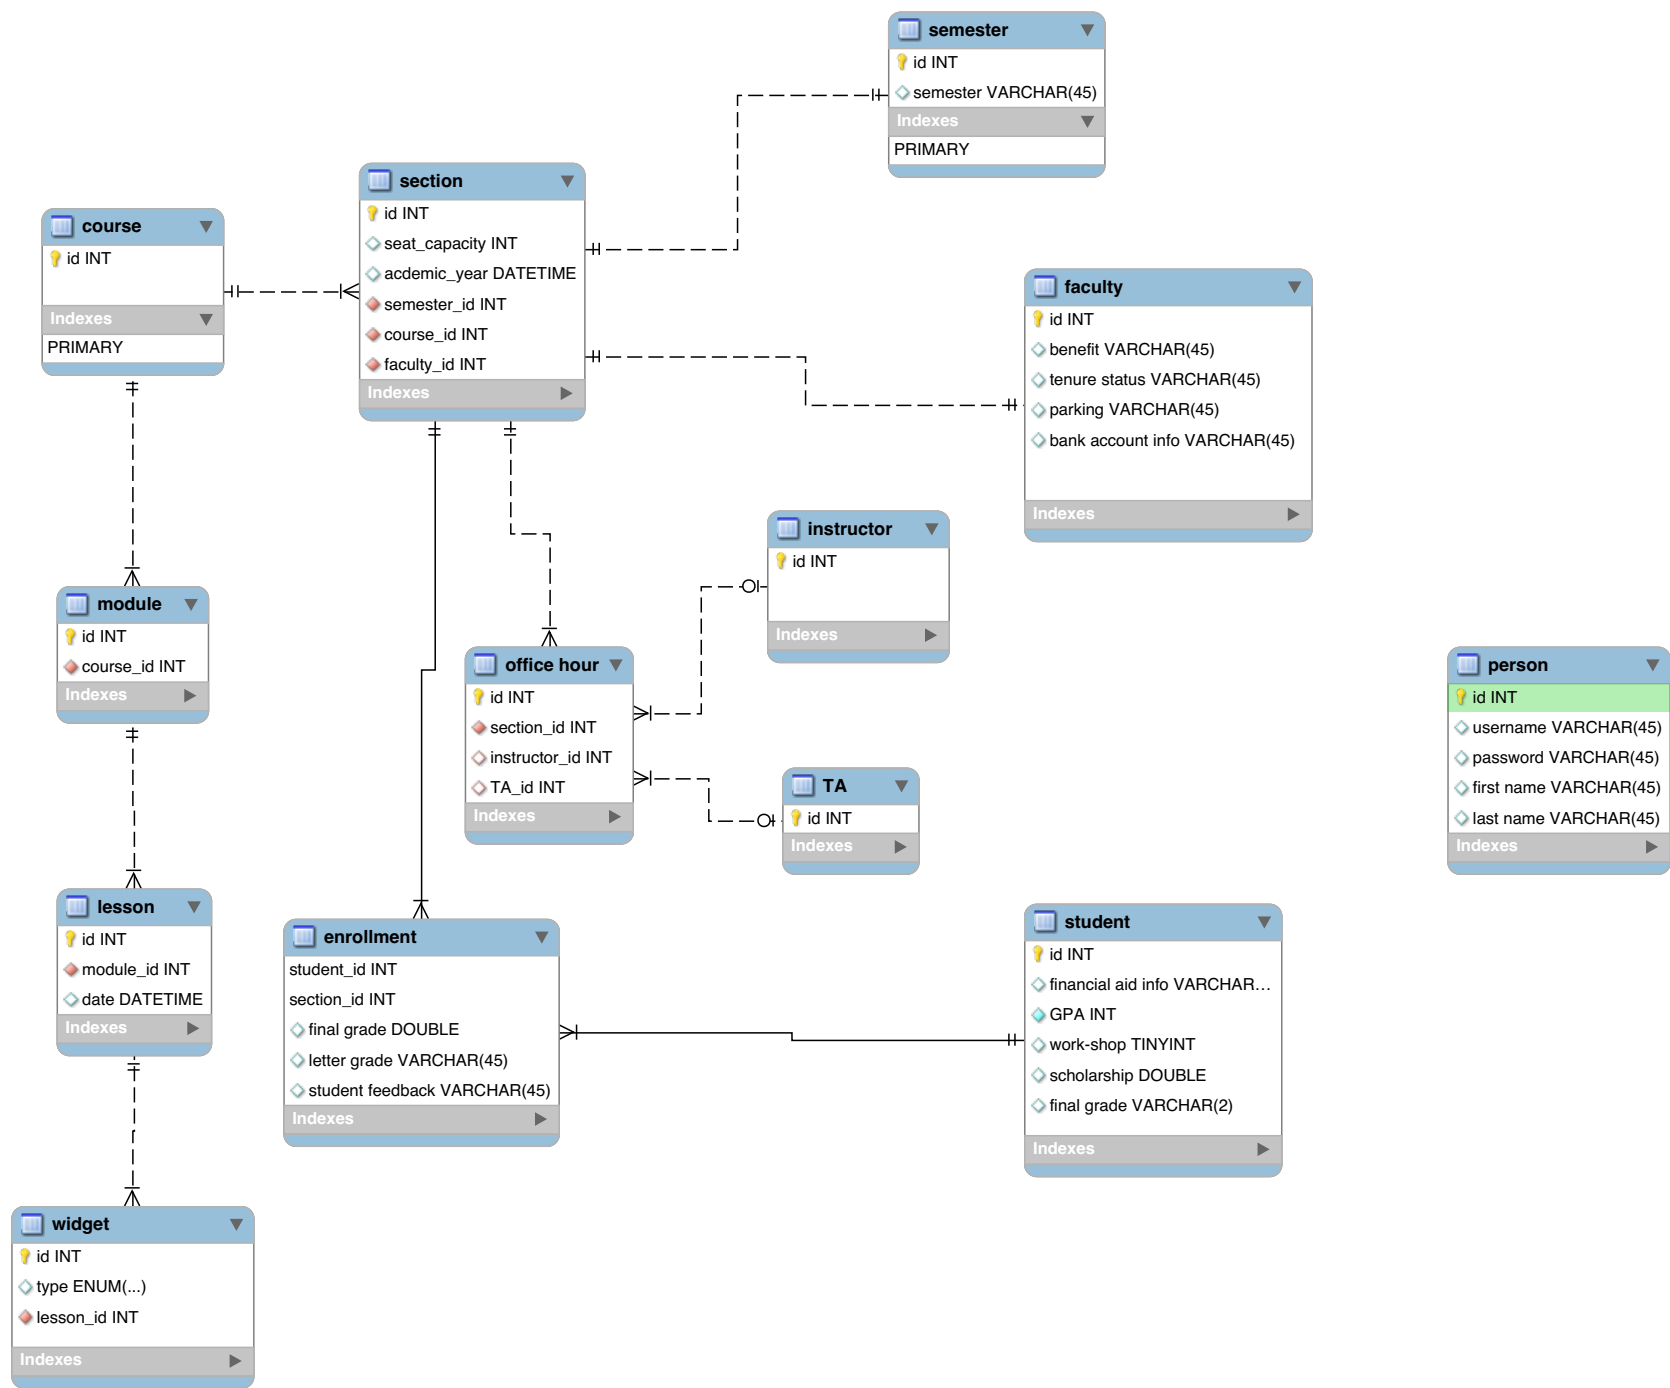 semester
id INT
semester VARCHAR(45)
Indexes
PRIMARY
section
id INT
seat_capacity INT
acdemic_year DATETIME
semester_id INT
course_id INT
faculty_id INT
Indexes
course
id INT
Indexes
PRIMARY
faculty
id INT
benefit VARCHAR(45)
tenure status VARCHAR(45)
parking VARCHAR(45)
bank account info VARCHAR(45)
Indexes
instructor
id INT
Indexes
module
id INT
course_id INT
Indexes
office hour
id INT
section_id INT
instructor_id INT
TA_id INT
Indexes
person
id INT
username VARCHAR(45)
password VARCHAR(45)
first name VARCHAR(45)
last name VARCHAR(45)
Indexes
TA
id INT
Indexes
lesson
id INT
module_id INT
date DATETIME
Indexes
enrollment
student_id INT
section_id INT
final grade DOUBLE
letter grade VARCHAR(45)
student feedback VARCHAR(45)
Indexes
student
id INT
financial aid info VARCHAR...
GPA INT
work-shop TINYINT
scholarship DOUBLE
final grade VARCHAR(2)
Indexes
widget
id INT
type ENUM(...)
lesson_id INT
Indexes